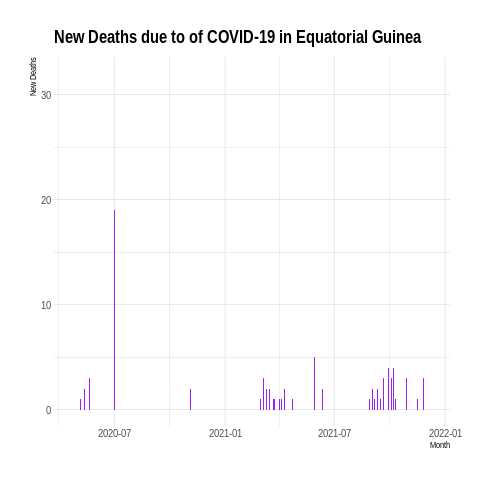 New Deaths due to of COVID-19 in Equatorial Guinea
New Deaths
30
20
10
0
2020-07 2021-01 2021-07 2022-01
Month